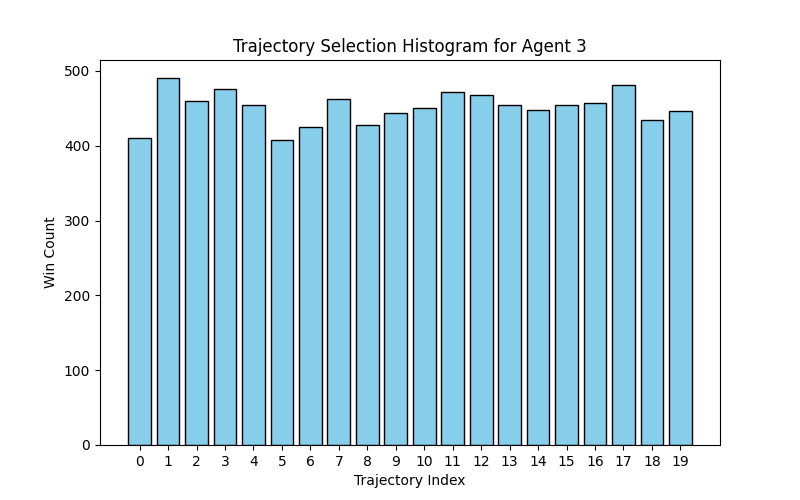 Trajectory Selection Histogram for Agent 3
500
400
300
200
100
0
Win Count
0 1 2 3 4 5 6 7 8 9 10 11 12 13 14 15 16 17 18 19
Trajectory Index